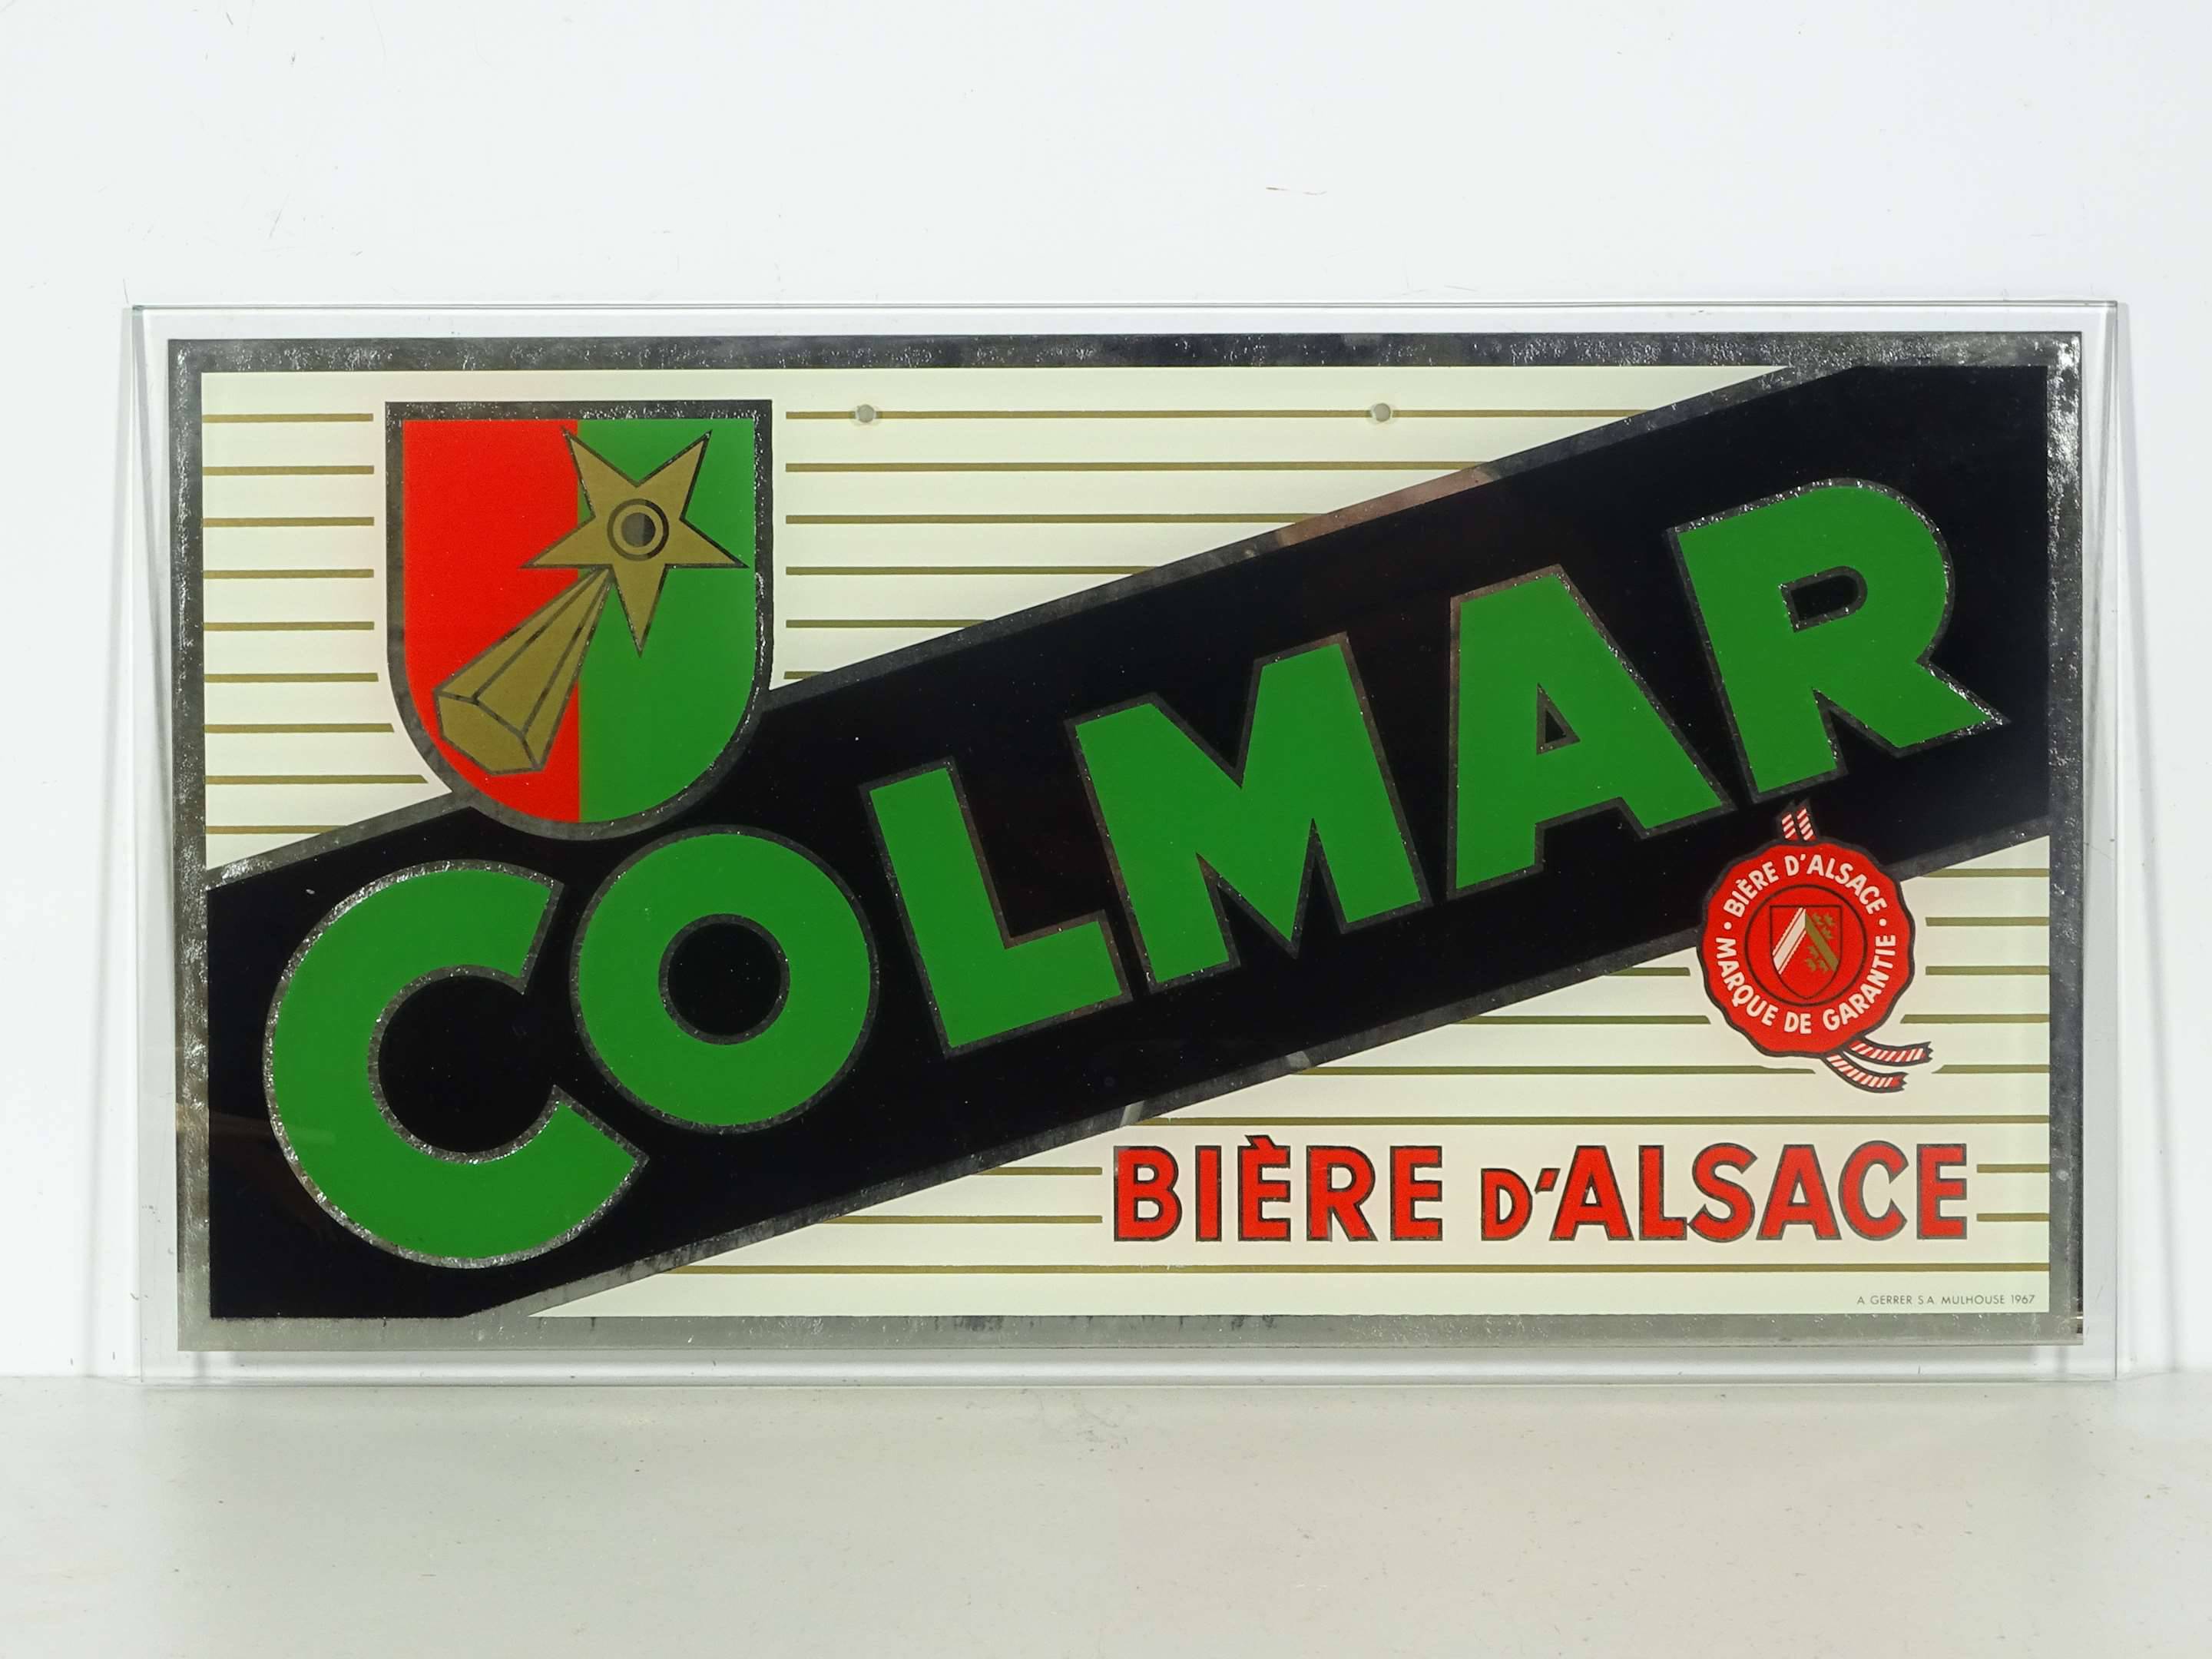 COLMAR
• BIÈRE D'ALSACE •
MARQUE DE GARANTIE
BIÈRE D'ALSACE
A GERRER S A MULHOUSE 1967